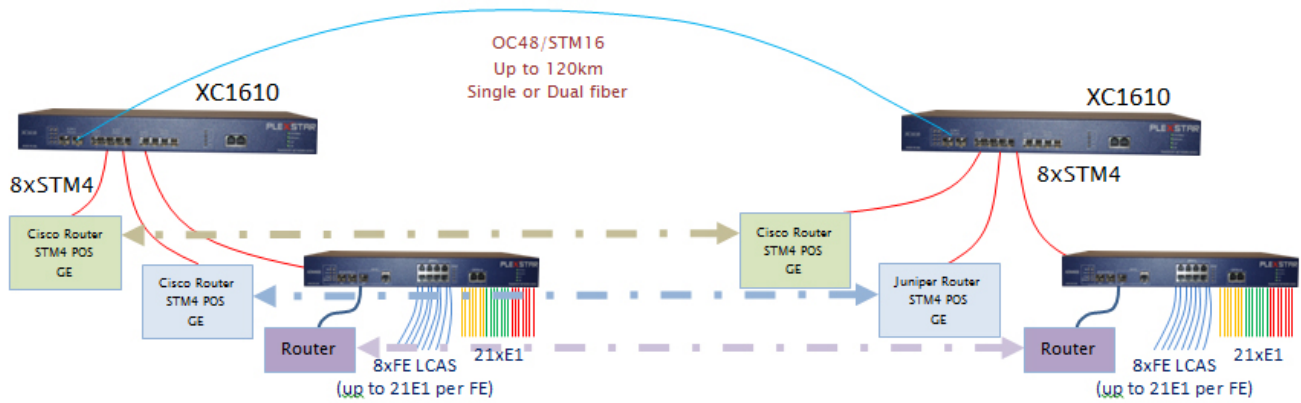 OC48/STM16
Up to 120km
Single or Dual fiber
XC1610
XC1610
PLEXSTAR
PLEXSTAR
8xSTM4
8xSTM4
Cisco Router
STM4 POS
GE
Cisco Router
STM4 POS
GE
Cisco Router
STM4 POS
GE
Juniper Router
STM4 POS
GE
Router
8xFE LCAS
(up to 21E1 per FE)
21xE1
Router
8xFE LCAS
(up to 21E1 per FE)
21xE1